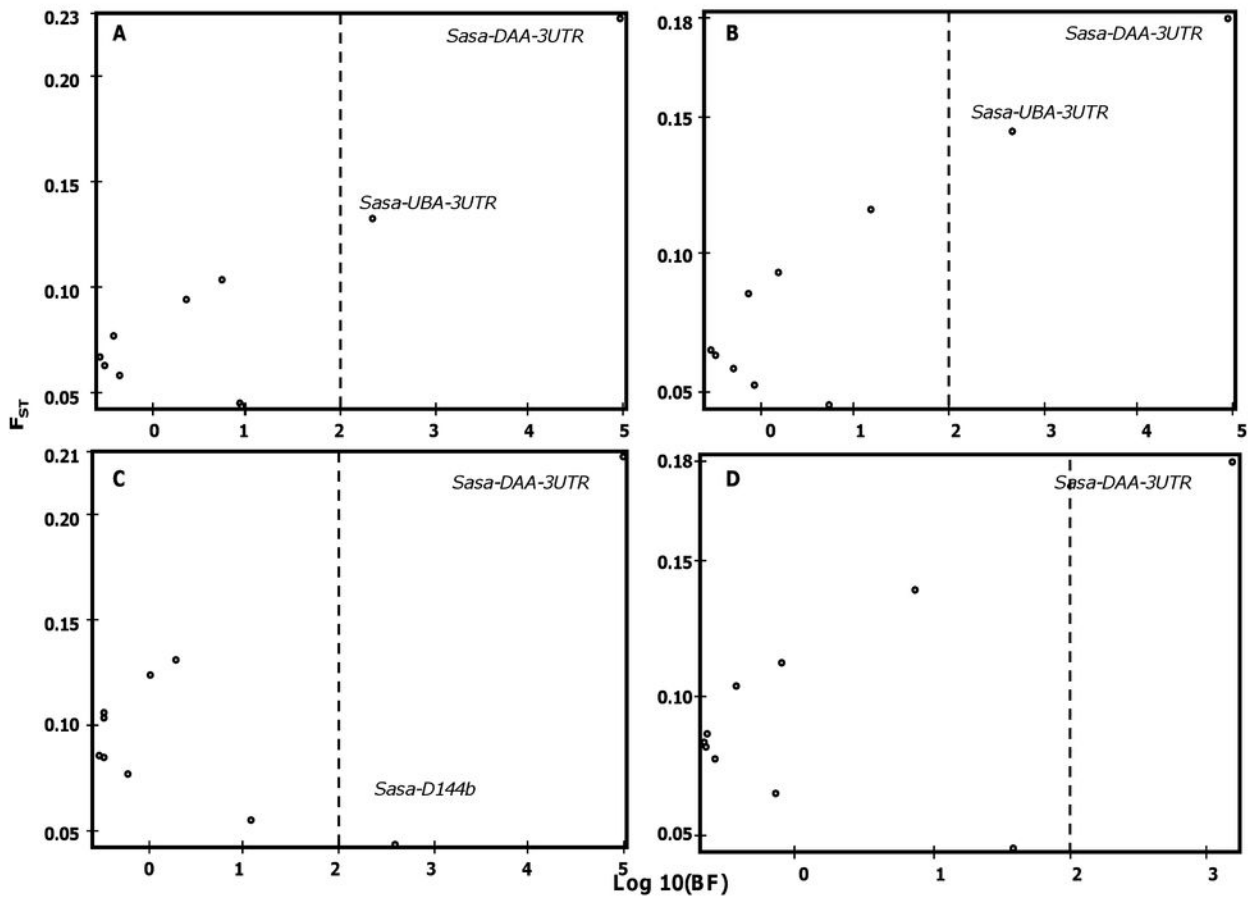 A
Sasa-DAA-3UTR
Sasa-UBA-3UTR
0.23
0.20
0.15
0.10
0.05
0 1 2 3 4 5
B
Sasa-DAA-3UTR
Sasa-UBA-3UTR
0.18
0.15
0.10
0.05
0 1 2 3 4 5
FST
C
Sasa-DAA-3UTR
Sasa-D144b
0.21
0.20
0.15
0.10
0.05
0 1 2 3 4 5
D
Sasa-DAA-3UTR
0.18
0.15
0.10
0.05
0 1 2 3
Log 10(BF)